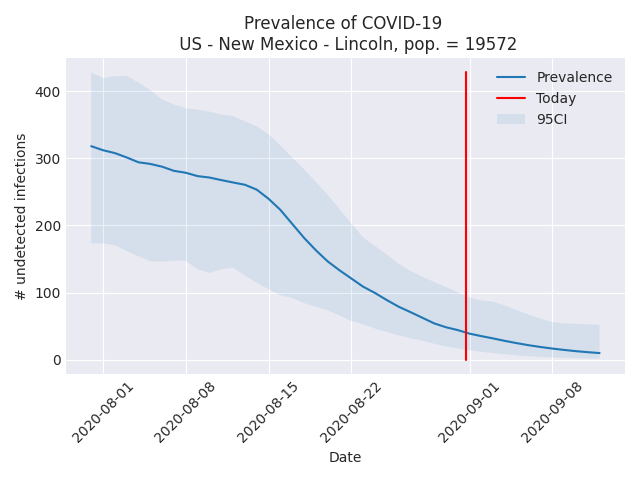 Prevalence of COVID-19
US - New Mexico - Lincoln, pop. = 19572
Prevalence
Today
95CI
# undetected infections
400
300
200
100
0
2020-08-01
2020-08-08
2020-08-15
2020-08-22
2020-09-01
2020-09-08
Date